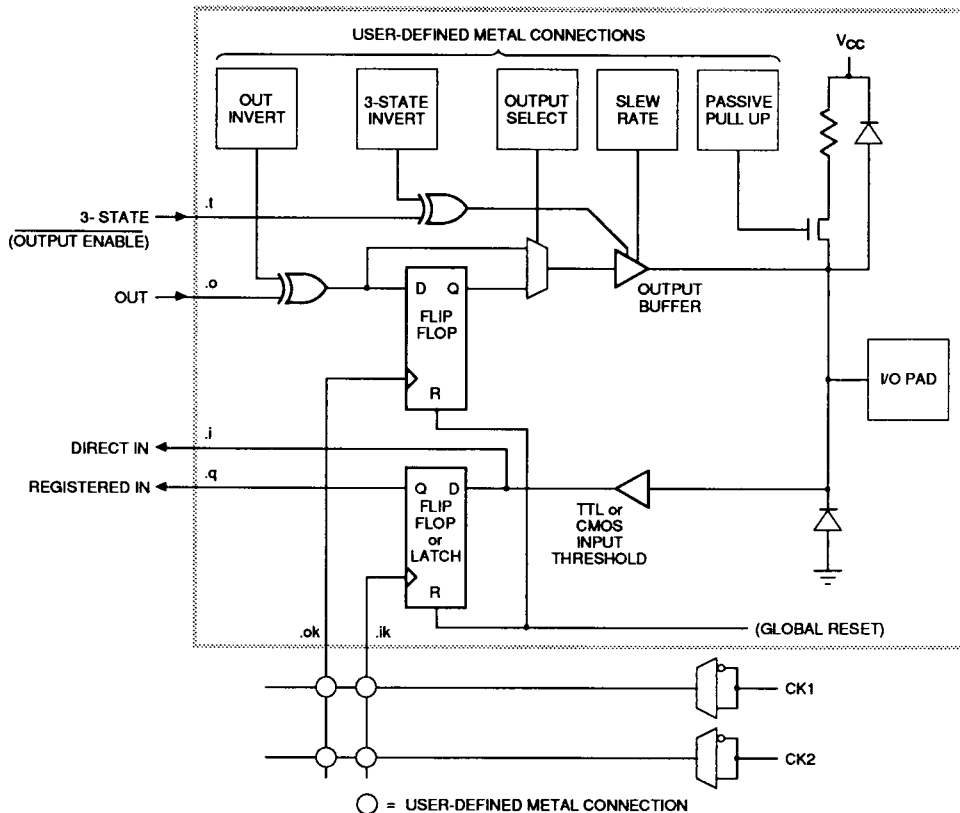 USER-DEFINED METAL CONNECTIONS
VCC
OUT
INVERT
3-STATE
INVERT
OUTPUT
SELECT
SLEW
RATE
PASSIVE
PULL UP
3- STATE
(OUTPUT ENABLE)
.t
OUT
.o
D Q
FLIP
FLOP
R
OUTPUT
BUFFER
I/O PAD
DIRECT IN
.i
REGISTERED IN
.q
Q D
FLIP
FLOP
or
LATCH
R
TTL or
CMOS
INPUT
THRESHOLD
.ok
.ik
(GLOBAL RESET)
CK1
CK2
= USER-DEFINED METAL CONNECTION